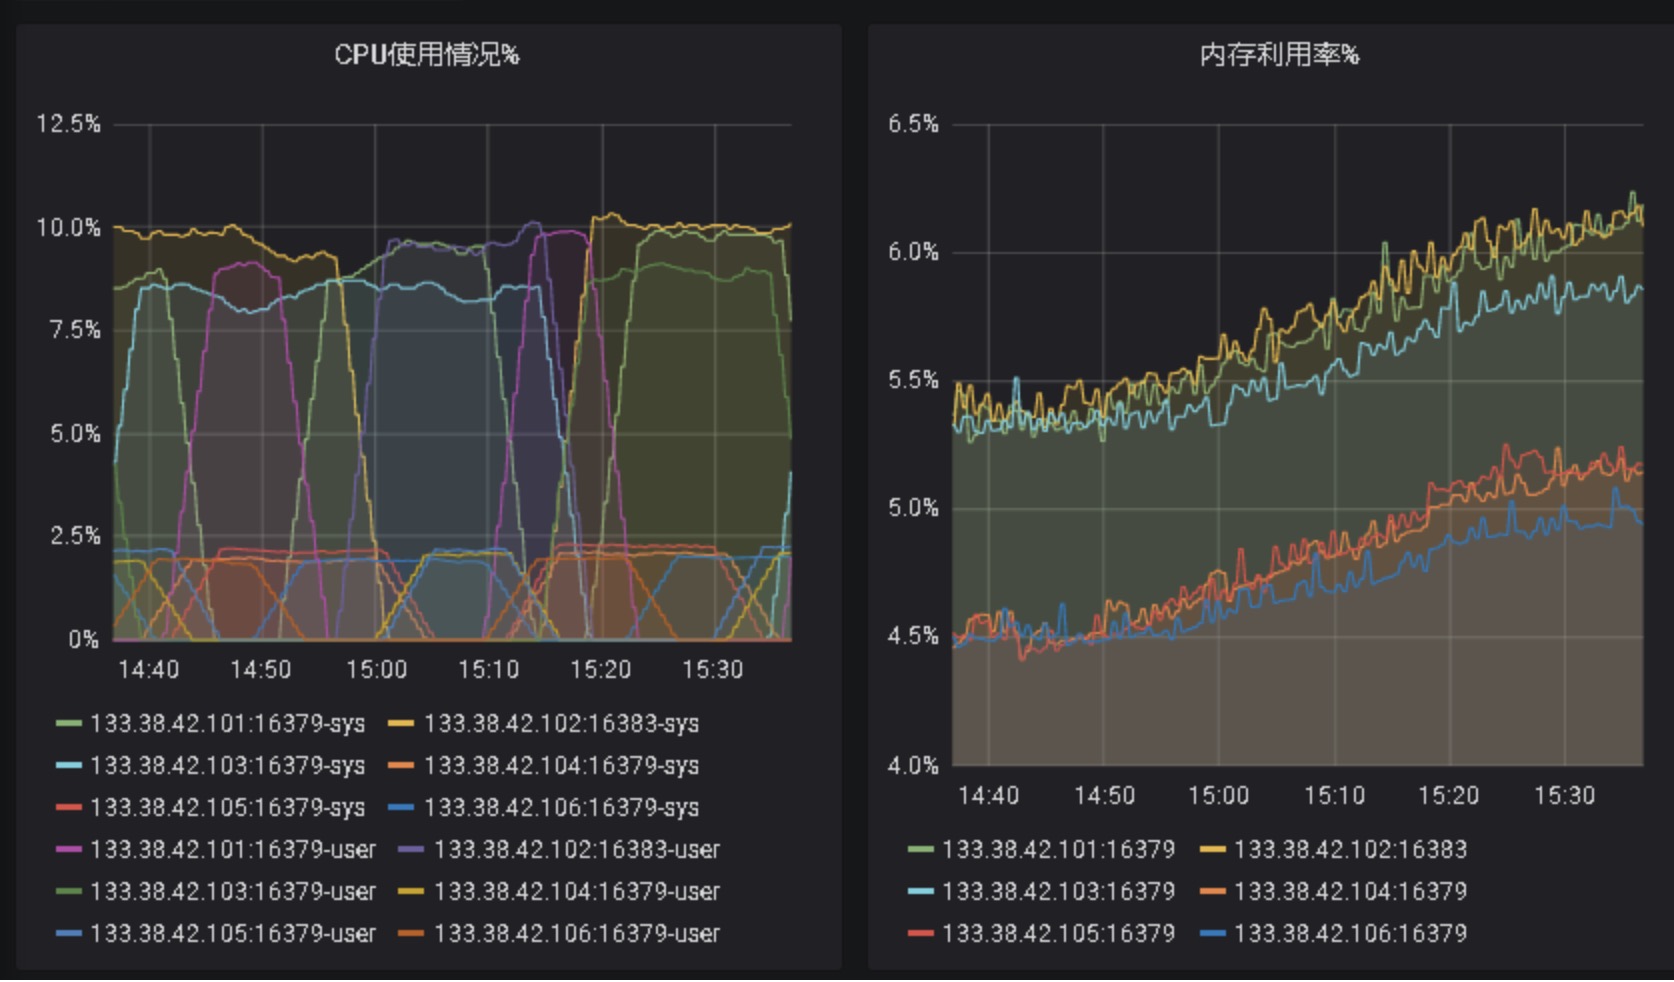 CPU使用情况%
12.5%
10.0%
7.5%
5.0%
2.5%
0%
14:40 14:50 15:00 15:10 15:20 15:30
133.38.42.101:16379-sys 133.38.42.102:16383-sys
133.38.42.103:16379-sys 133.38.42.104:16379-sys
133.38.42.105:16379-sys 133.38.42.106:16379-sys
133.38.42.101:16379-user 133.38.42.102:16383-user
133.38.42.103:16379-user 133.38.42.104:16379-user
133.38.42.105:16379-user 133.38.42.106:16379-user
内存利用率%
6.5%
6.0%
5.5%
5.0%
4.5%
4.0%
14:40 14:50 15:00 15:10 15:20 15:30
133.38.42.101:16379 133.38.42.102:16383
133.38.42.103:16379 133.38.42.104:16379
133.38.42.105:16379 133.38.42.106:16379